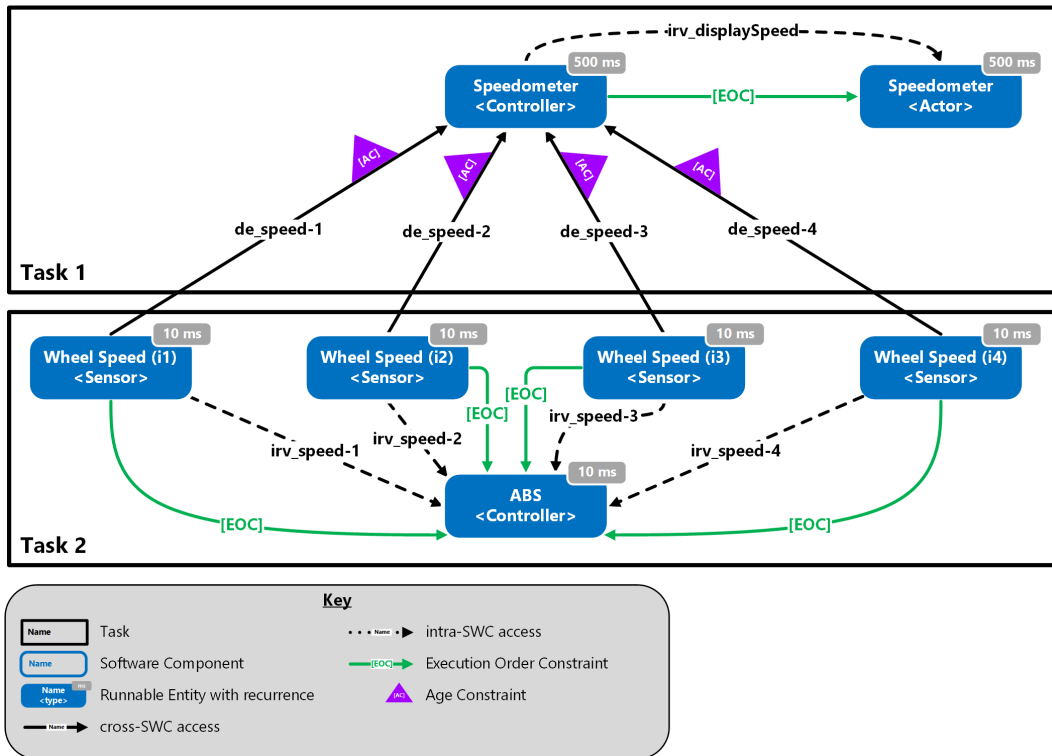 irv_displaySpeed
500 ms
500 ms
Speedometer
<Controller>
[EOC]
Speedometer
<Actor>
[AC]
[AC]
[AC]
[AC]
de_speed-1
de_speed-2
de_speed-3
de_speed-4
Task 1
10 ms
10 ms
10 ms
10 ms
Wheel Speed (i1)
<Sensor>
Wheel Speed (i2)
<Sensor>
Wheel Speed (i3)
<Sensor>
Wheel Speed (i4)
<Sensor>
[EOC]
[EOC]
irv_speed-1
irv_speed-2
irv_speed-3
irv_speed-4
10 ms
ABS
<Controller>
[EOC]
[EOC]
Task 2
Key
Name
Task
Name
Software Component
Name
<type>
ms
Runnable Entity with recurrence
Name
cross-SWC access
Name
intra-SWC access
[EOC]
Execution Order Constraint
[AC]
Age Constraint